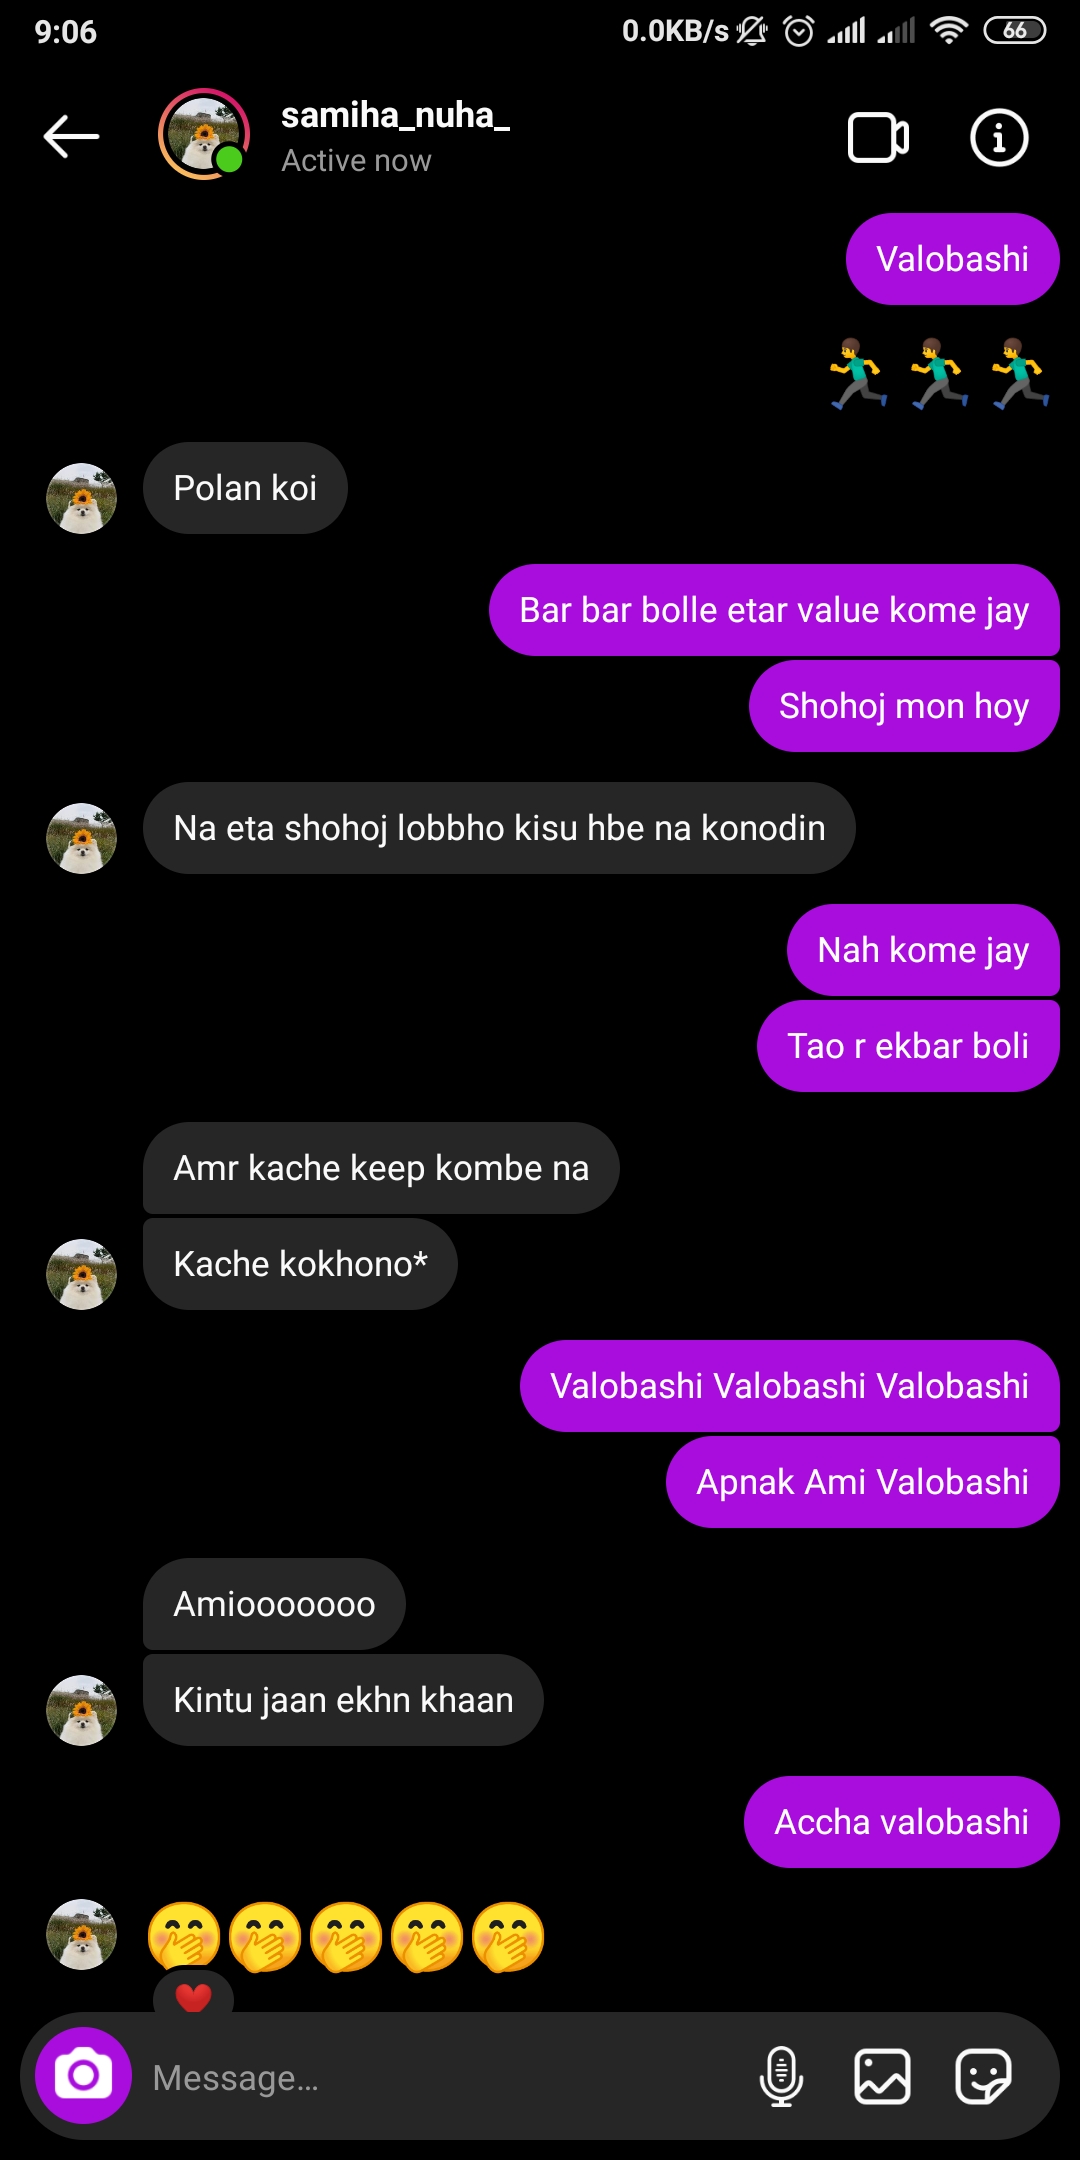 9:06
0.0KB/s
66
samiha_nuha_
Active now
Valobashi
🏃‍♂️🏃‍♂️🏃‍♂️
Polan koi
Bar bar bolle etar value kome jay
Shohoj mon hoy
Na eta shohoj lobbho kisu hbe na konodin
Nah kome jay
Tao r ekbar boli
Amr kache keep kombe na
Kache kokhono*
Valobashi Valobashi Valobashi
Apnak Ami Valobashi
Amiooooooo
Kintu jaan ekhn khaan
Accha valobashi
🤭🤭🤭🤭🤭
❤️
Message...